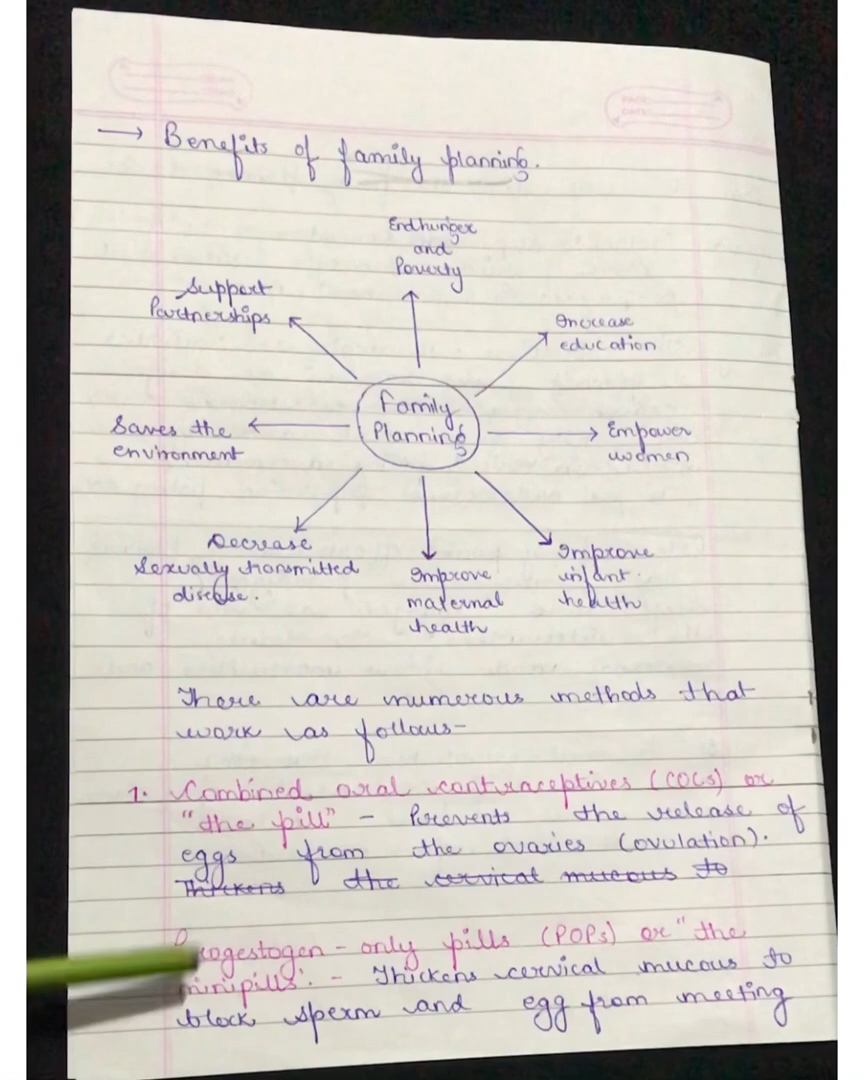 → Benefits of family planning.
End hunger
and
Poverty
Support
Partnerships
Increase
education
Family
Planning
Saves the
environment
Empower
women
Decrease
Sexually transmitted
disease.
Improve
maternal
health
Improve
infant
health
There are numerous methods that
work as follows-
1. Combined oral contraceptives (COCs) or
"the pill" - Prevents the release of
eggs from the ovaries (ovulation).
Thickens the cervical mucous to
Progestogen - only pills (POPs) or "the
minipills". - Thickens cervical mucous to
block sperm and egg from meeting